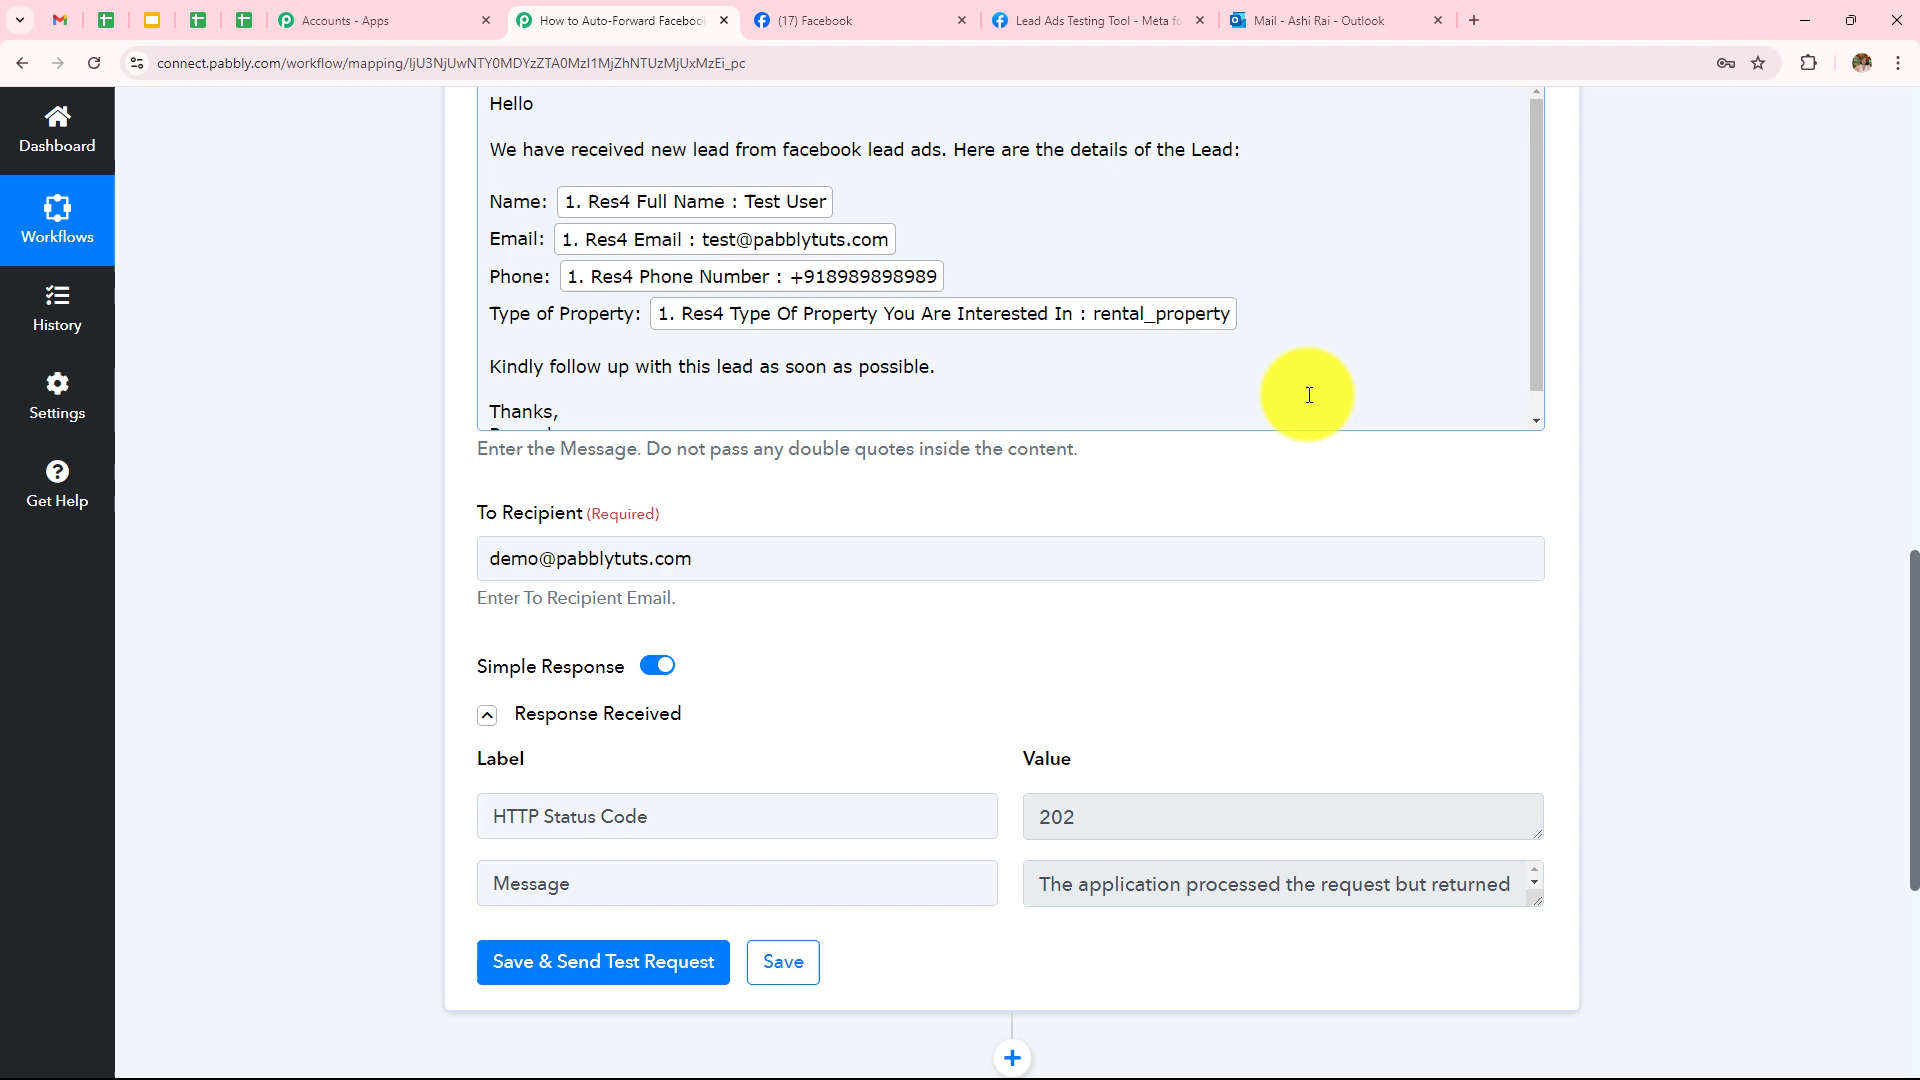 Accounts - Apps
How to Auto-Forward Facebook
(17) Facebook
Lead Ads Testing Tool - Meta fo
Mail - Ashi Rai - Outlook
connect.pabbly.com/workflow/mapping/IjU3NjUwNTY0MDYzZTA0MzI1MjZhNTUzMjUxMzEi_pc
Dashboard
Workflows
History
Settings
Get Help
Hello
We have received new lead from facebook lead ads. Here are the details of the Lead:
Name: 1. Res4 Full Name : Test User
Email: 1. Res4 Email : test@pabblytuts.com
Phone: 1. Res4 Phone Number : +918989898989
Type of Property: 1. Res4 Type Of Property You Are Interested In : rental_property
Kindly follow up with this lead as soon as possible.
Thanks,
Enter the Message. Do not pass any double quotes inside the content.
To Recipient (Required)
demo@pabblytuts.com
Enter To Recipient Email.
Simple Response
Response Received
Label Value
HTTP Status Code 202
Message The application processed the request but returned
Save & Send Test Request Save